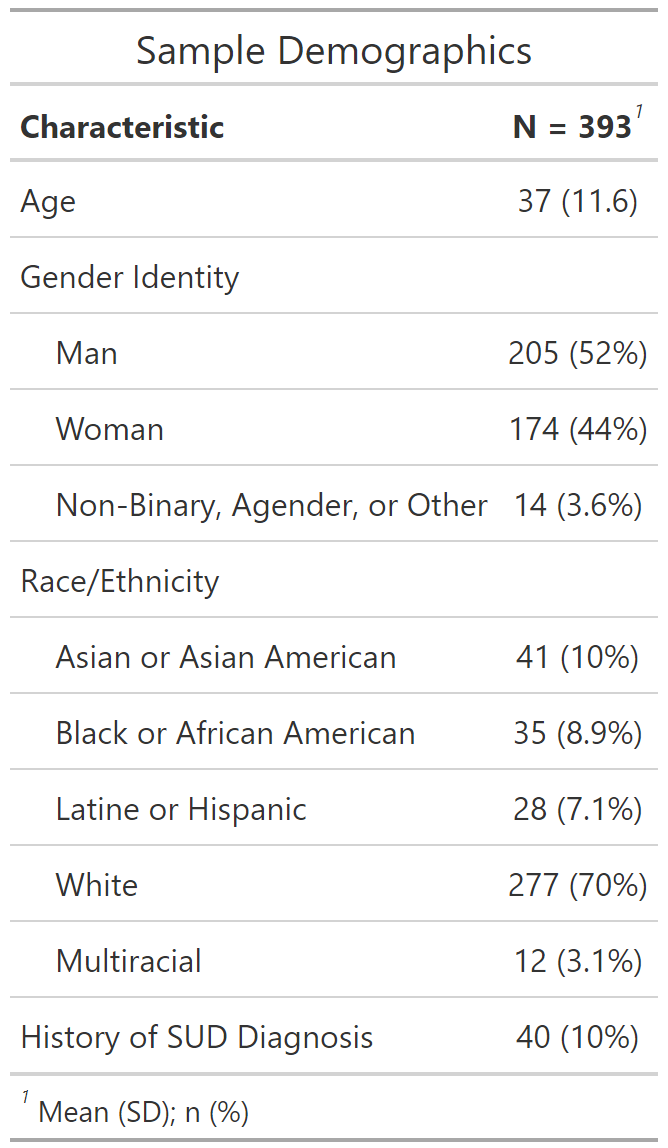 Sample Demographics
Characteristic N = 393¹
Age 37 (11.6)
Gender Identity
Man 205 (52%)
Woman 174 (44%)
Non-Binary, Agender, or Other 14 (3.6%)
Race/Ethnicity
Asian or Asian American 41 (10%)
Black or African American 35 (8.9%)
Latine or Hispanic 28 (7.1%)
White 277 (70%)
Multiracial 12 (3.1%)
History of SUD Diagnosis 40 (10%)
¹ Mean (SD); n (%)